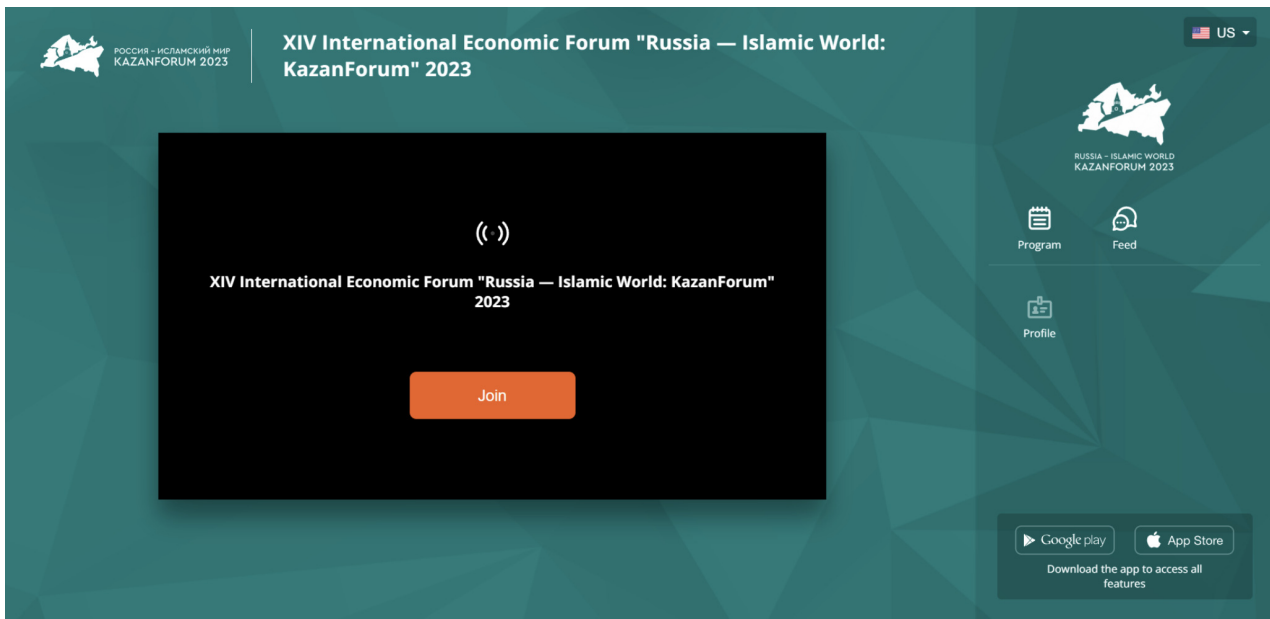 РОССИЯ – ИСЛАМСКИЙ МИР
KAZANFORUM 2023
XIV International Economic Forum "Russia — Islamic World:
KazanForum" 2023
US
RUSSIA – ISLAMIC WORLD
KAZANFORUM 2023
Program
Feed
Profile
XIV International Economic Forum "Russia — Islamic World: KazanForum"
2023
Join
Google play
App Store
Download the app to access all
features